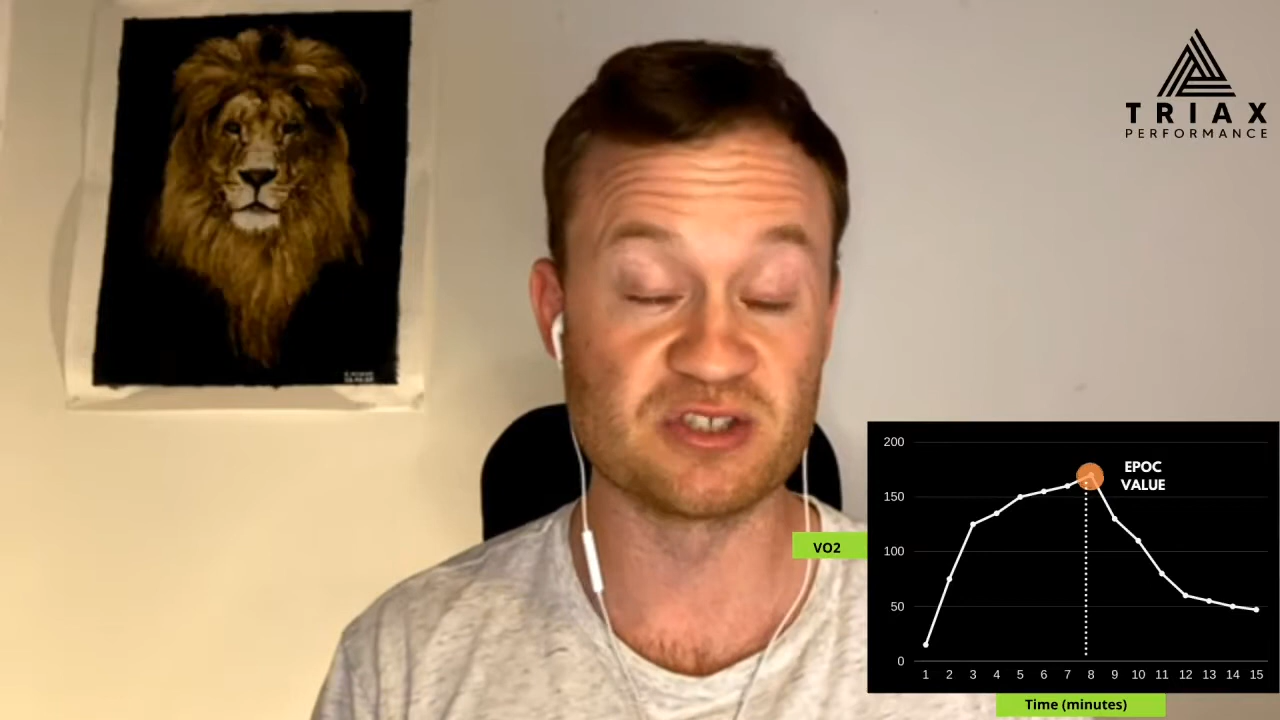 TRIAX
PERFORMANCE
200
EPOC
VALUE
150
VO2
100
50
0
1 2 3 4 5 6 7 8 9 10 11 12 13 14 15
Time (minutes)